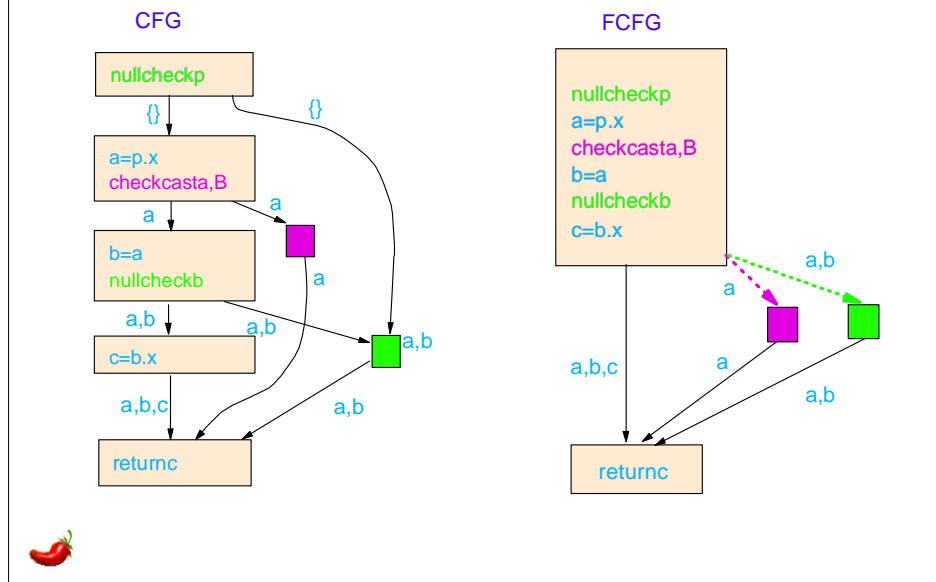 CFG
nullcheckp
{}
{}
a=p.x
checkcasta,B
a
a
b=a
nullcheckb
a
a,b
a,b
a,b
c=b.x
a,b,c
a,b
returnc
FCFG
nullcheckp
a=p.x
checkcasta,B
b=a
nullcheckb
c=b.x
a,b
a
a,b,c
a
a,b
returnc